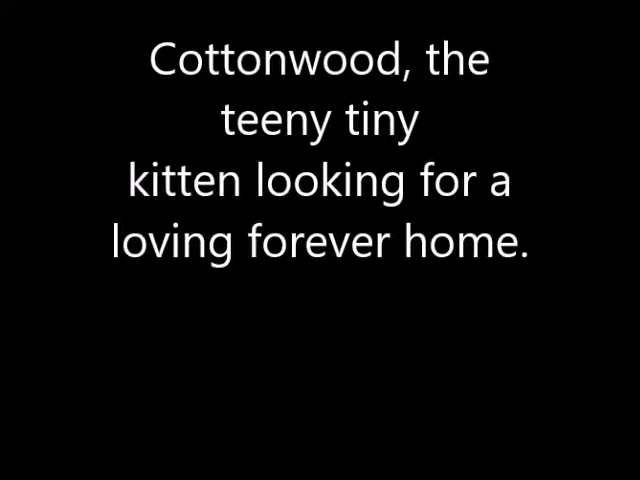 Cottonwood, the
teeny tiny
kitten looking for a
loving forever home.